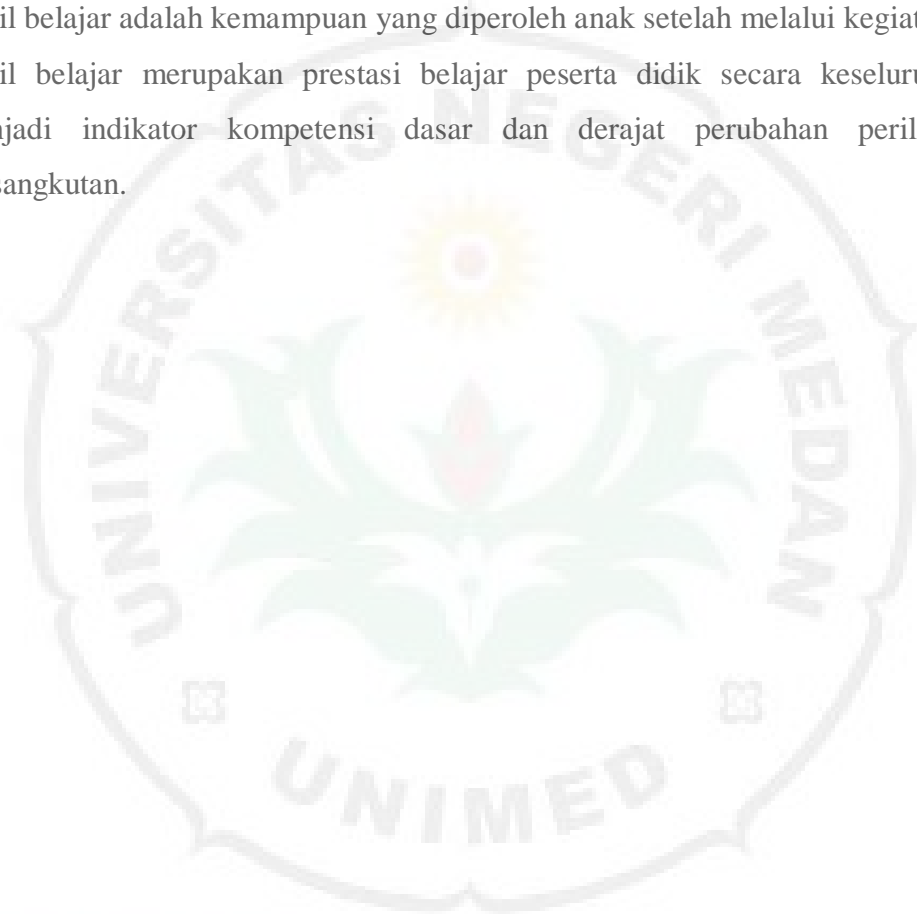 il belajar adalah kemampuan yang diperoleh anak setelah melalui kegiat
il belajar merupakan prestasi belajar peserta didik secara keseluru
jadi indikator kompetensi dasar dan derajat perubahan peril
sangkutan.
UNIVERSITAS NEGERI MEDAN
UNIMED